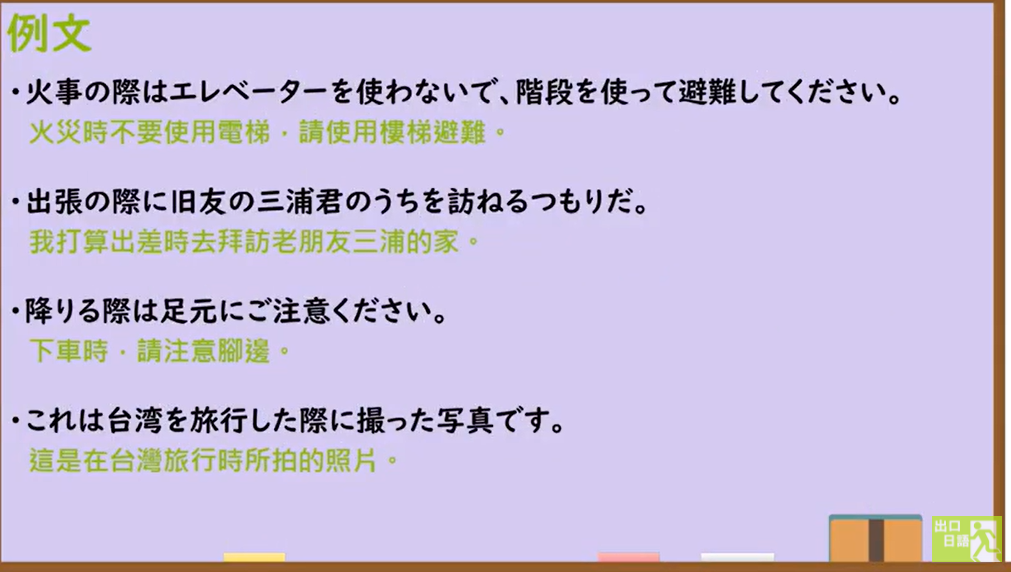 例文
・火事の際はエレベーターを使わないで、階段を使って避難してください。
火災時不要使用電梯，請使用樓梯避難。
・出張の際に旧友の三浦君のうちを訪ねるつもりだ。
我打算出差時去拜訪老朋友三浦的家。
・降りる際は足元にご注意ください。
下車時，請注意腳邊。
・これは台湾を旅行した際に撮った写真です。
這是在台灣旅行時所拍的照片。
出口
日語